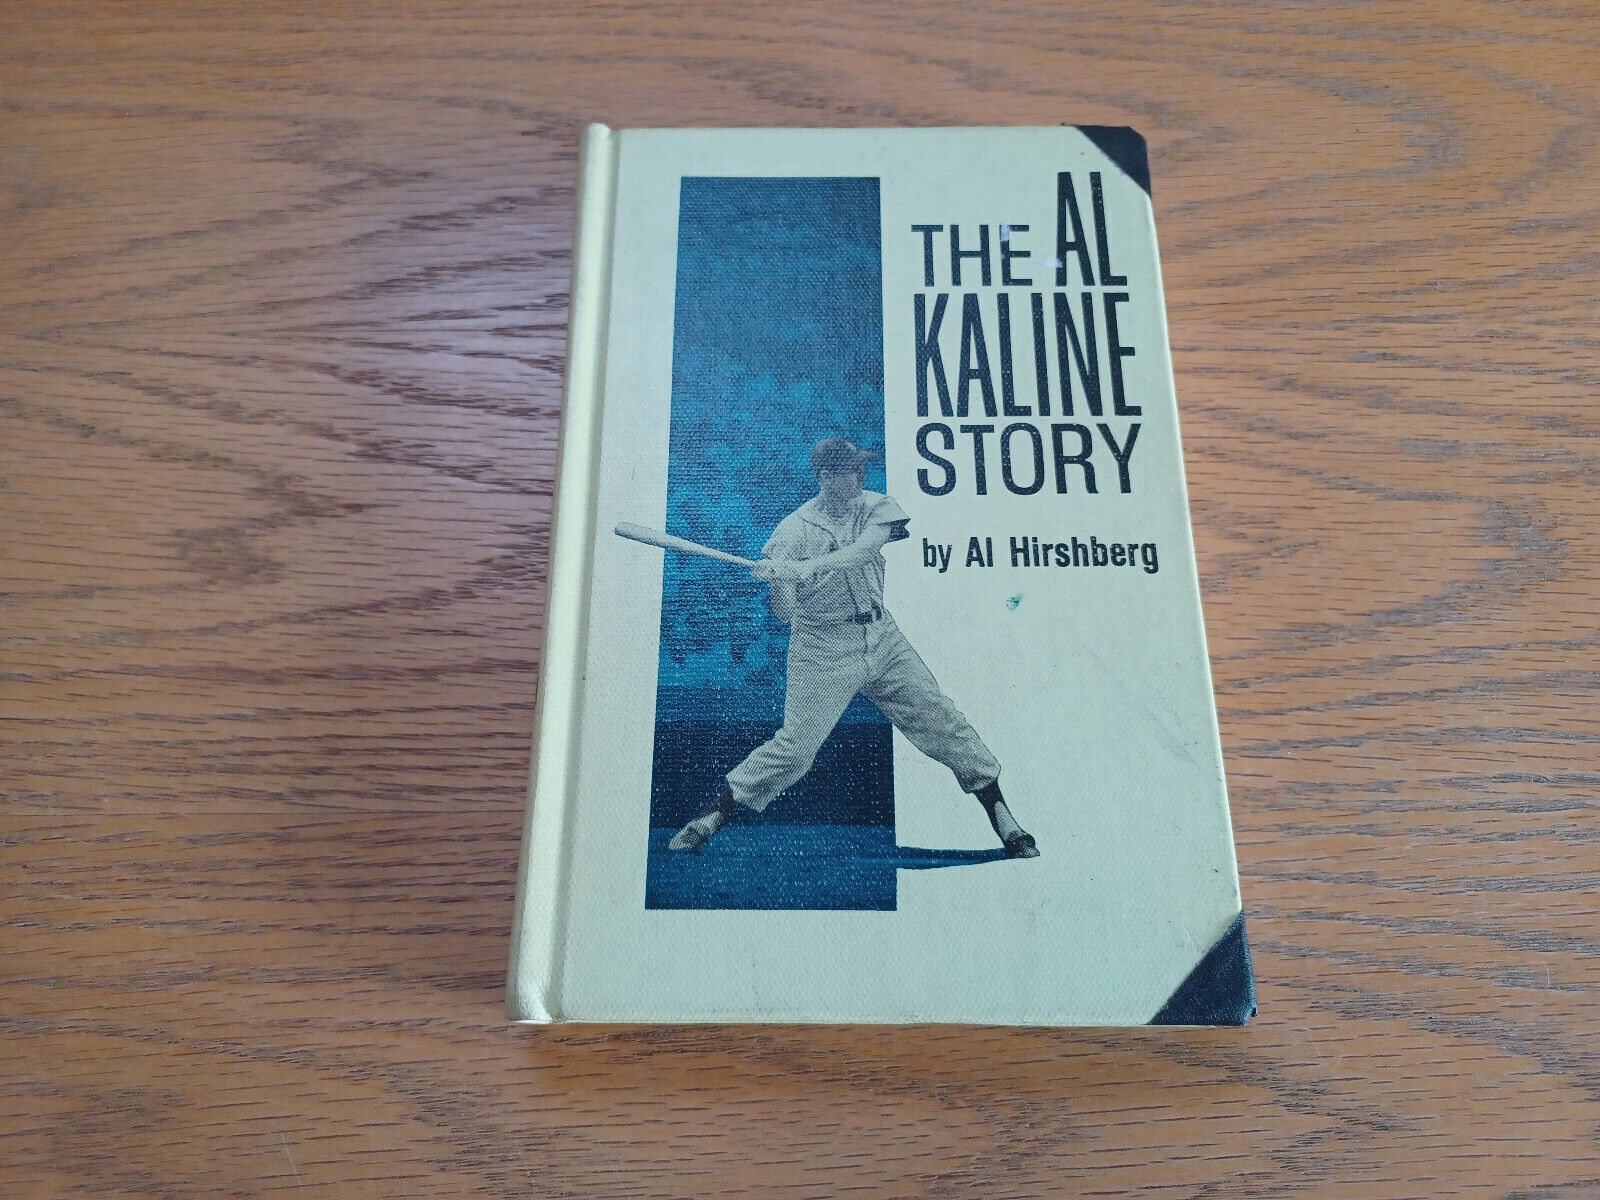 THE AL
KALINE
STORY
by Al Hirshberg